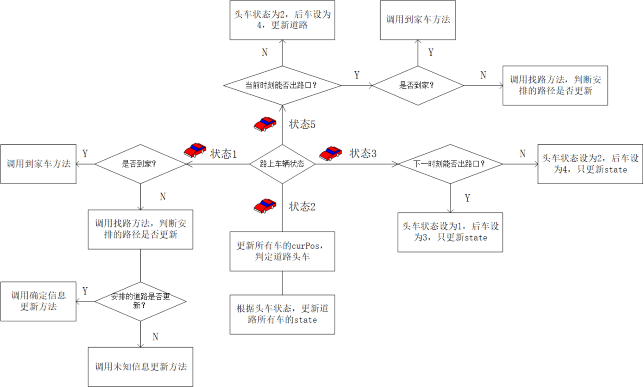 头车状态为2，后车设为
4，更新道路
调用到家车方法
N
Y
当前时刻能否出路口？
Y
是否到家？
N
调用找路方法，判断安
排的路径是否更新
状态5
调用到家车方法
Y
是否到家？
状态1
路上车辆状态
状态3
下一时刻能否出路口？
N
头车状态设为2，后车设
为4，只更新state
N
状态2
Y
调用找路方法，判断安
排的路径是否更新
更新所有车的curPos，
判定道路头车
头车状态设为1，后车设
为3，只更新state
调用确定信息
更新方法
Y
安排的道路是否更
新？
根据头车状态，更新道
路所有车的state
N
调用未知信息更新方法